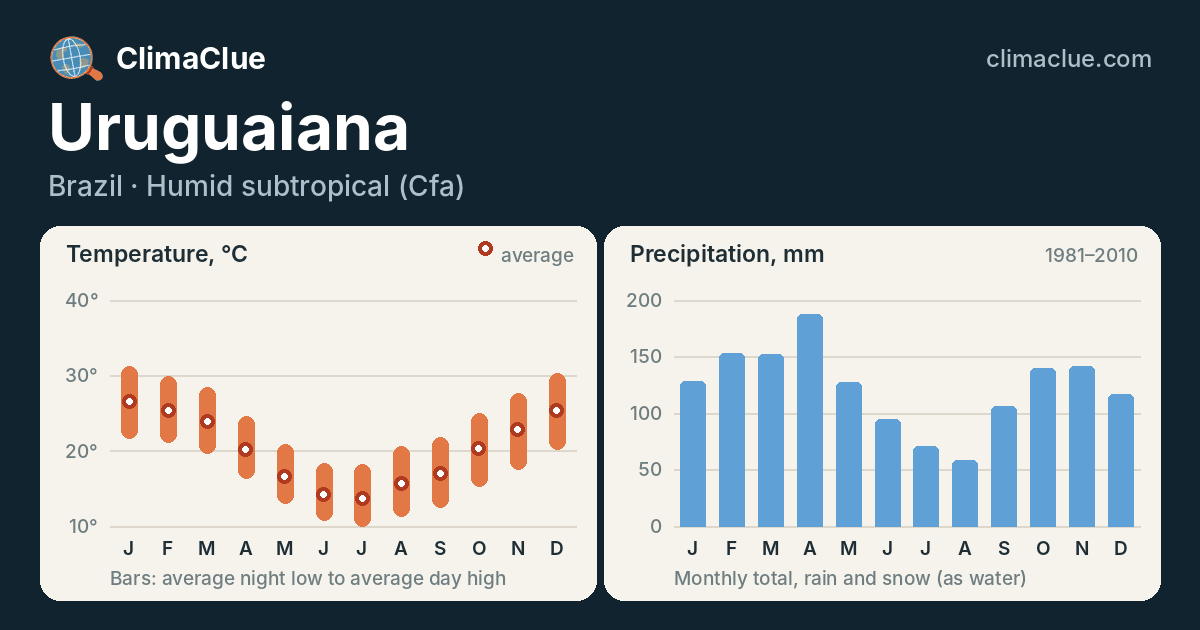 ClimaClue
climaclue.com
Uruguaiana
Brazil · Humid subtropical (Cfa)
Temperature, °C
average
40°
30°
20°
10°
J F M A M J J A S O N D
Bars: average night low to average day high
Precipitation, mm
1981–2010
200
150
100
50
0
J F M A M J J A S O N D
Monthly total, rain and snow (as water)